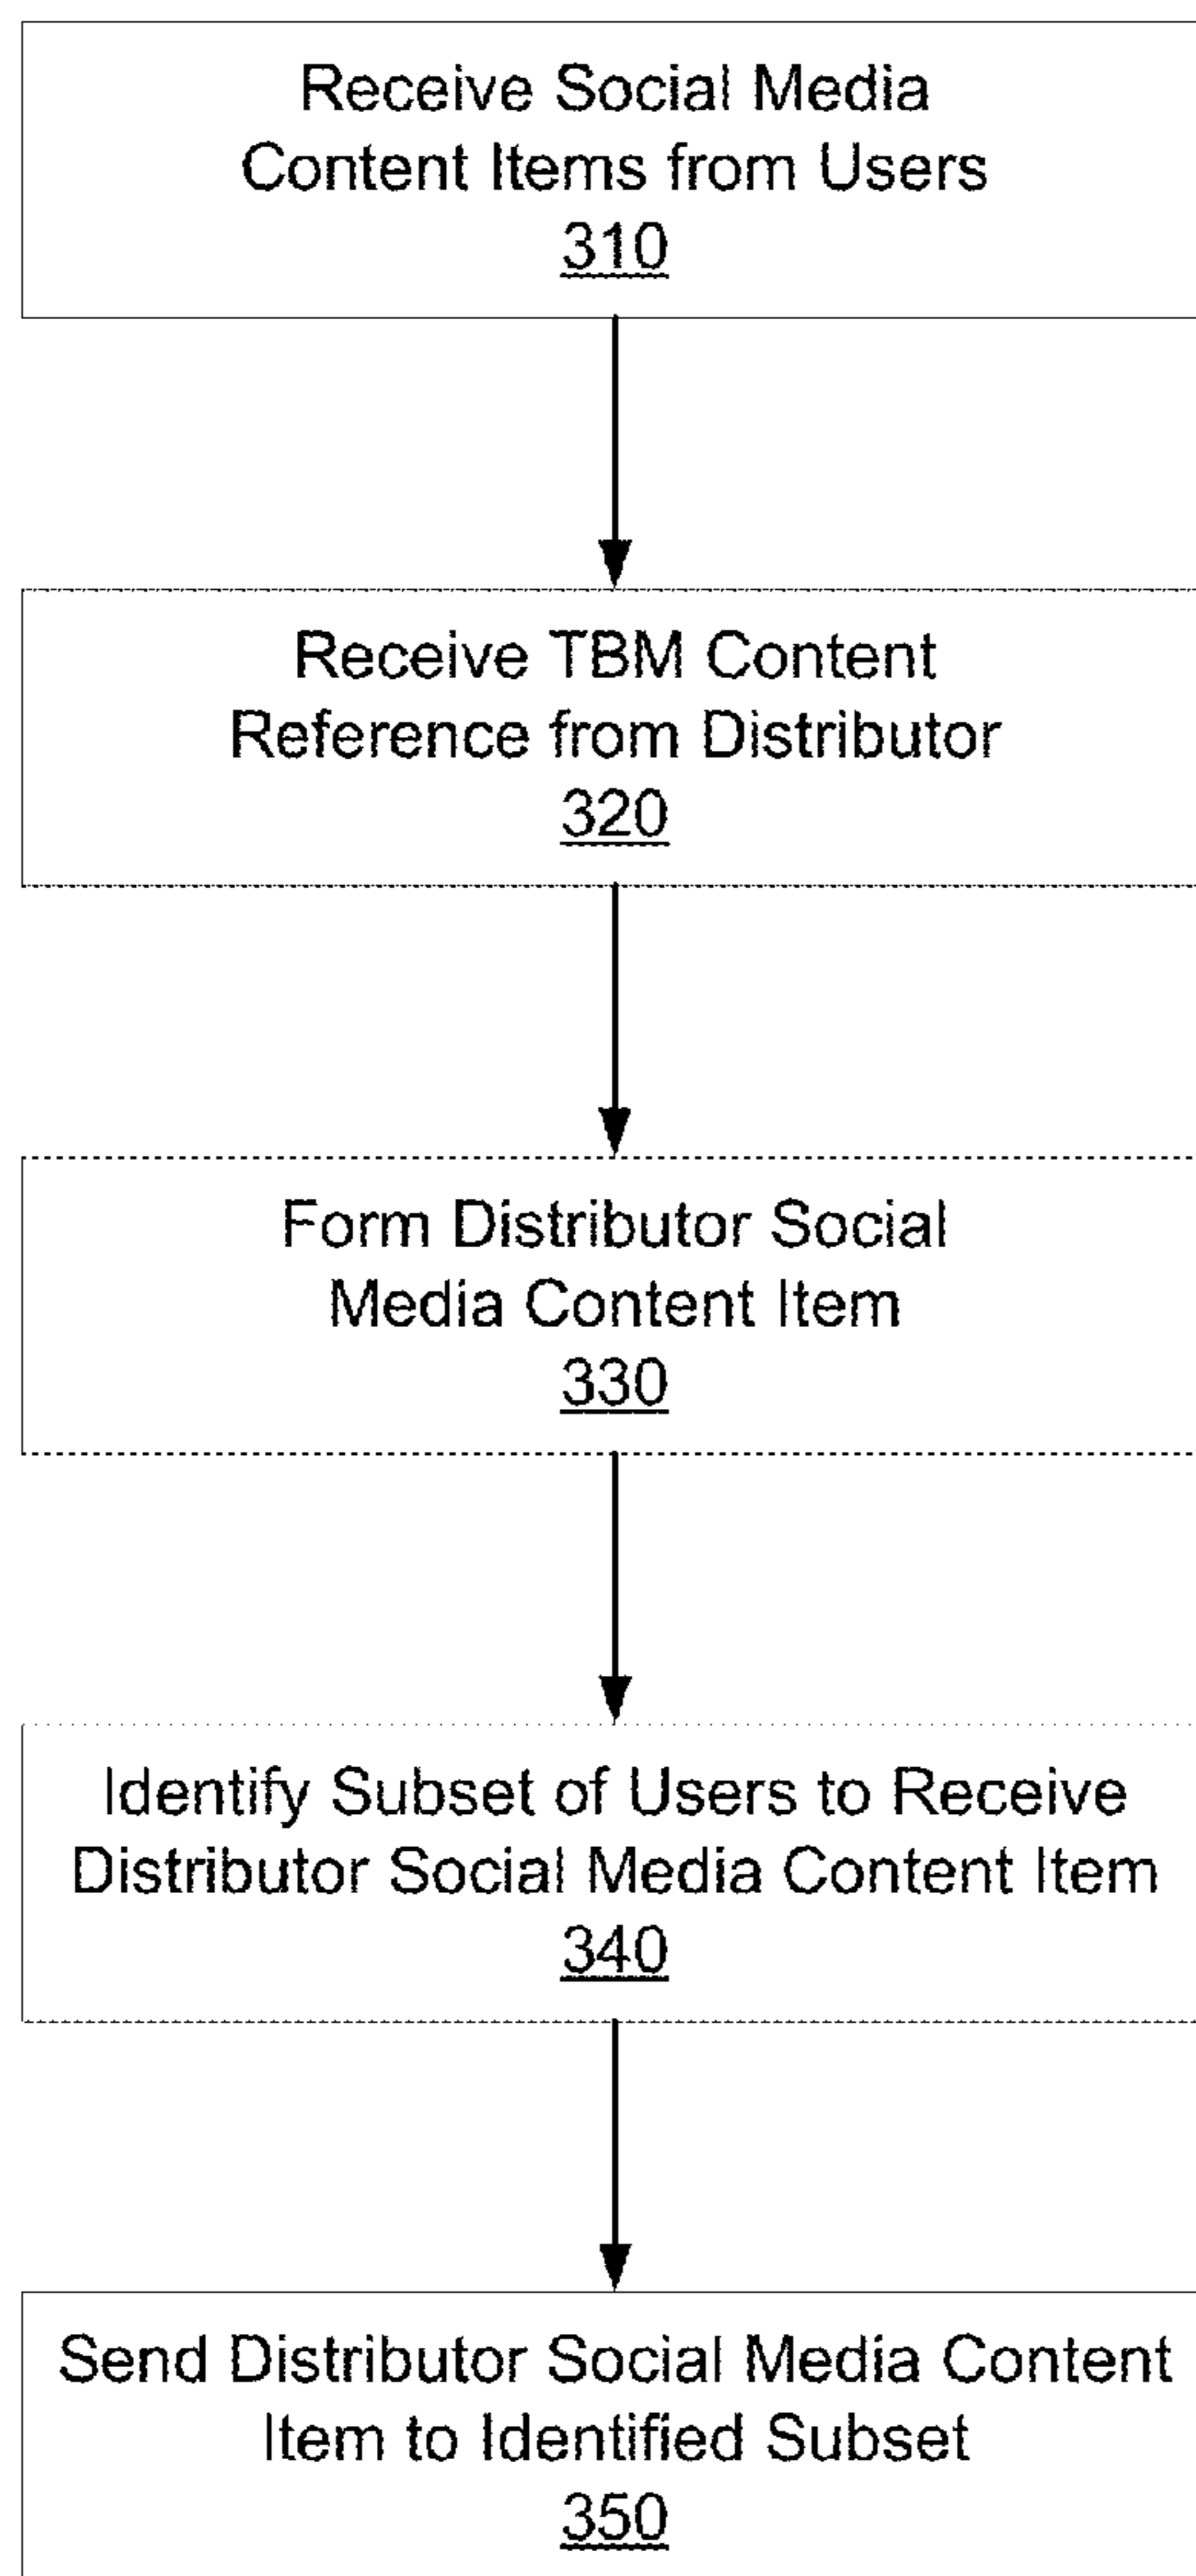 Receive Social Media
Content Items from Users
310
Receive TBM Content
Reference from Distributor
320
Form Distributor Social
Media Content Item
330
Identify Subset of Users to Receive
Distributor Social Media Content Item
340
Send Distributor Social Media Content
Item to Identified Subset
350